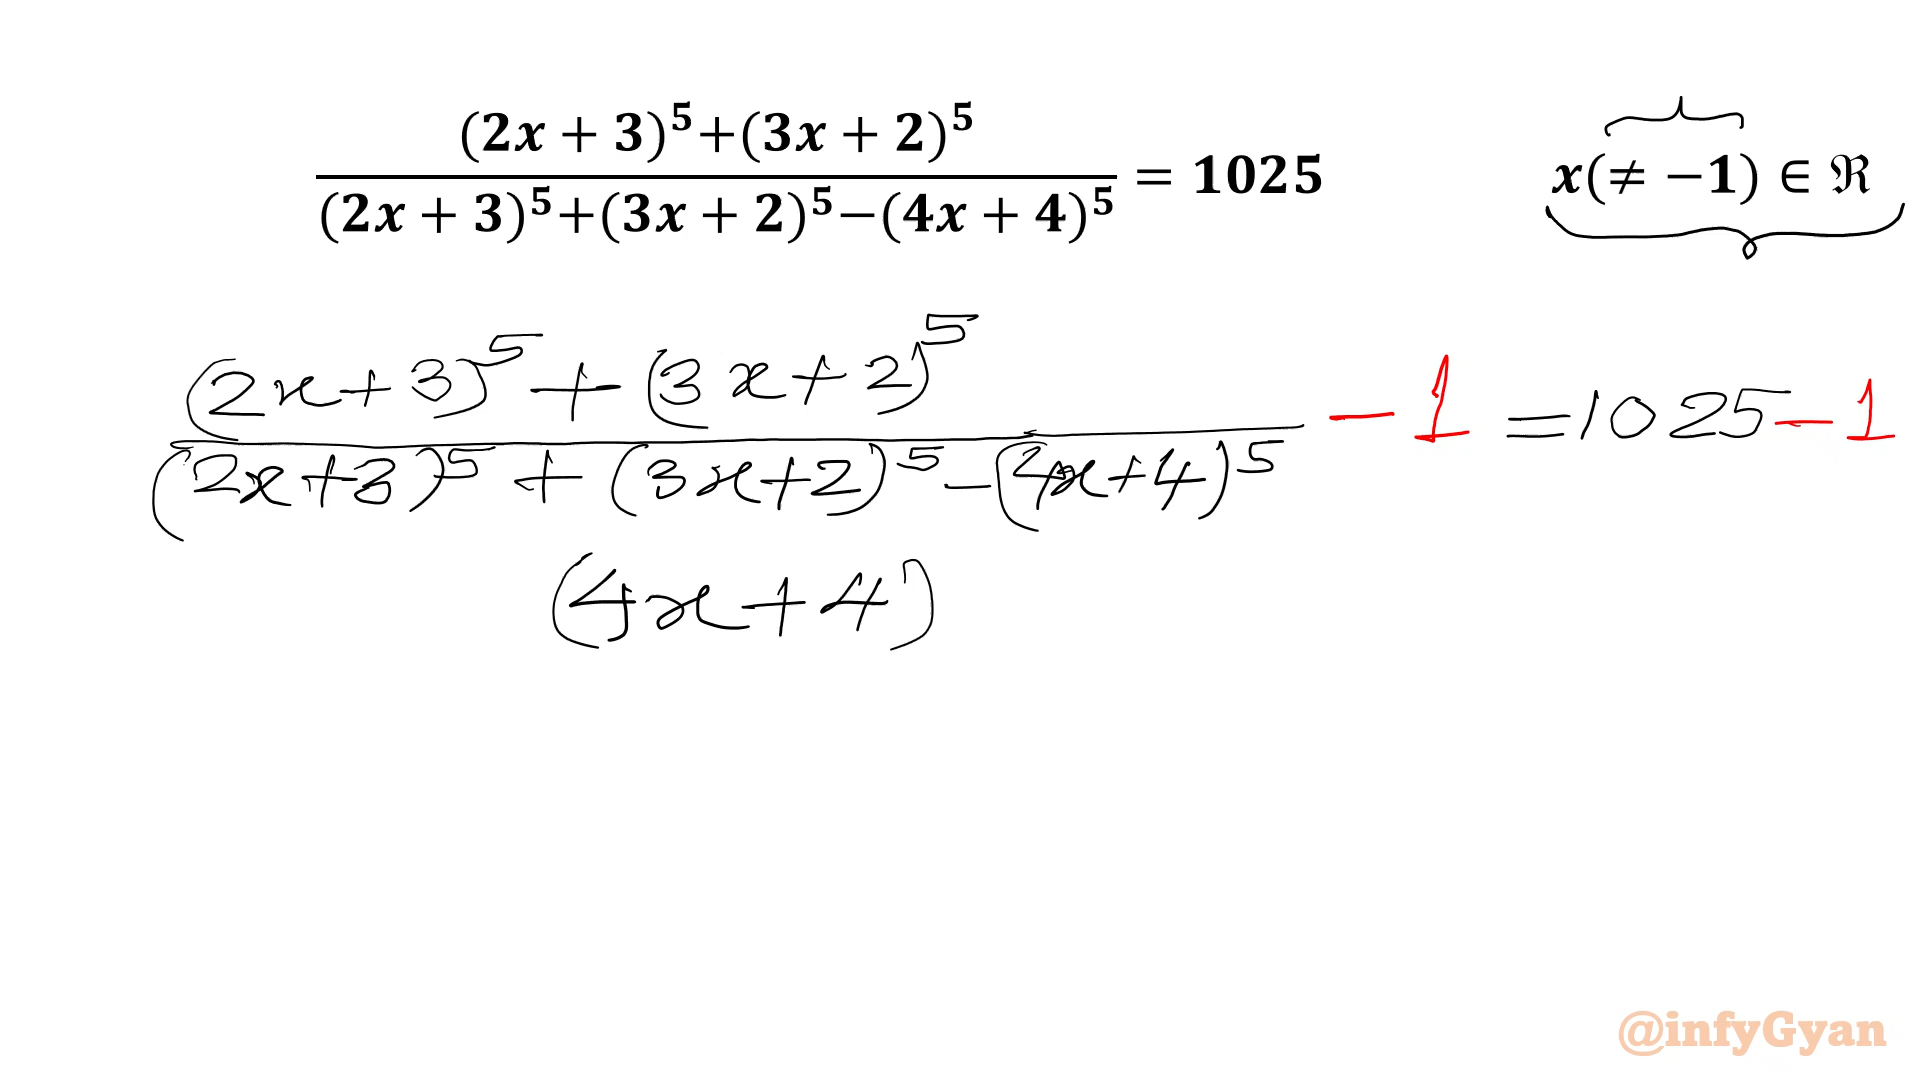 (2x + 3)⁵+(3x + 2)⁵
(2x + 3)⁵+(3x + 2)⁵−(4x + 4)⁵
= 1025
x(≠ −1) ∈ ℜ
(2x+3)⁵ + (3x+2)⁵
(2x+3)⁵ + (3x+2)⁵ − (4x+4)⁵
− 1 = 1025 − 1
(4x+4)
@infyGyan